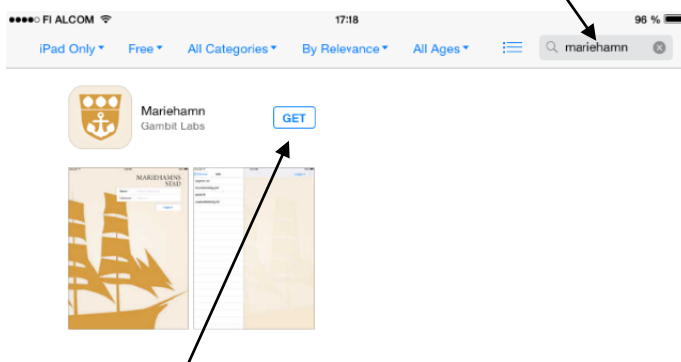 FI ALCOM 17:18 96 %
iPad Only Free All Categories By Relevance All Ages mariehamn
Mariehamn
Gambit Labs
GET
MARIEHAMNS
STAD